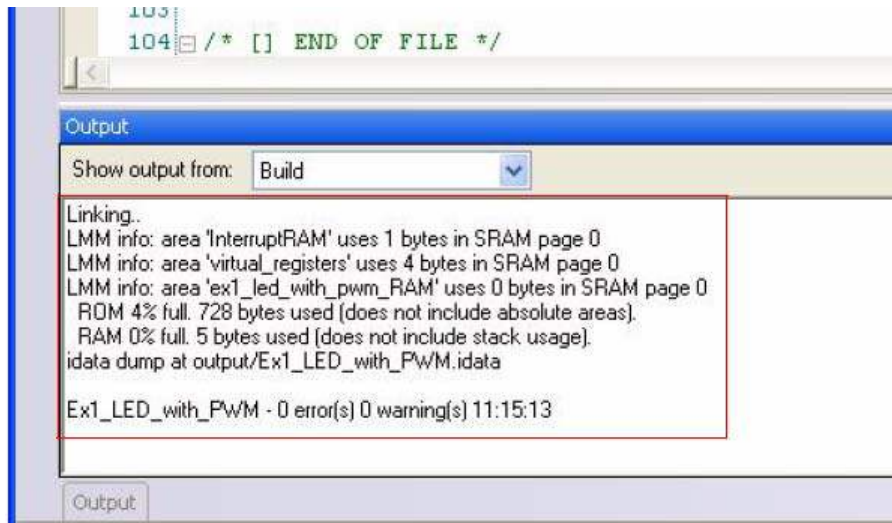 103
104 /* [] END OF FILE */
Output
Show output from: Build
Linking..
LMM info: area 'InterruptRAM' uses 1 bytes in SRAM page 0
LMM info: area 'virtual_registers' uses 4 bytes in SRAM page 0
LMM info: area 'ex1_led_with_pwm_RAM' uses 0 bytes in SRAM page 0
ROM 4% full. 728 bytes used (does not include absolute areas).
RAM 0% full. 5 bytes used (does not include stack usage).
idata dump at output/Ex1_LED_with_PWM.idata
Ex1_LED_with_PWM - 0 error(s) 0 warning(s) 11:15:13
Output